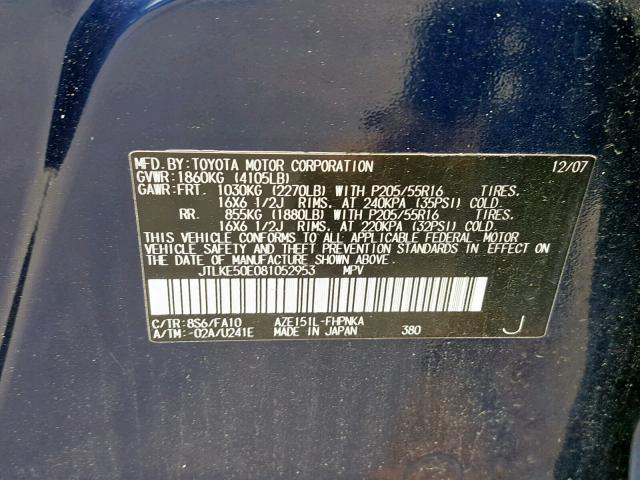 MFD.BY:TOYOTA MOTOR CORPORATION 12/07
GVWR:1860KG (4105LB)
GAWR:FRT. 1030KG (2270LB) WITH P205/55R16 TIRES.
16X6 1/2J RIMS. AT 240KPA (35PSI) COLD.
RR. 855KG (1880LB) WITH P205/55R16 TIRES.
16X6 1/2J RIMS. AT 220KPA (32PSI) COLD.
THIS VEHICLE CONFORMS TO ALL APPLICABLE FEDERAL MOTOR
VEHICLE SAFETY AND THEFT PREVENTION STANDARDS IN EFFECT ON
THE DATE OF MANUFACTURE SHOWN ABOVE.
JTLKE50E081052953 MPV
C/TR:8S6/FA10 AZE151L-FHPNKA
A/TM:-02A/U241E MADE IN JAPAN 380 J